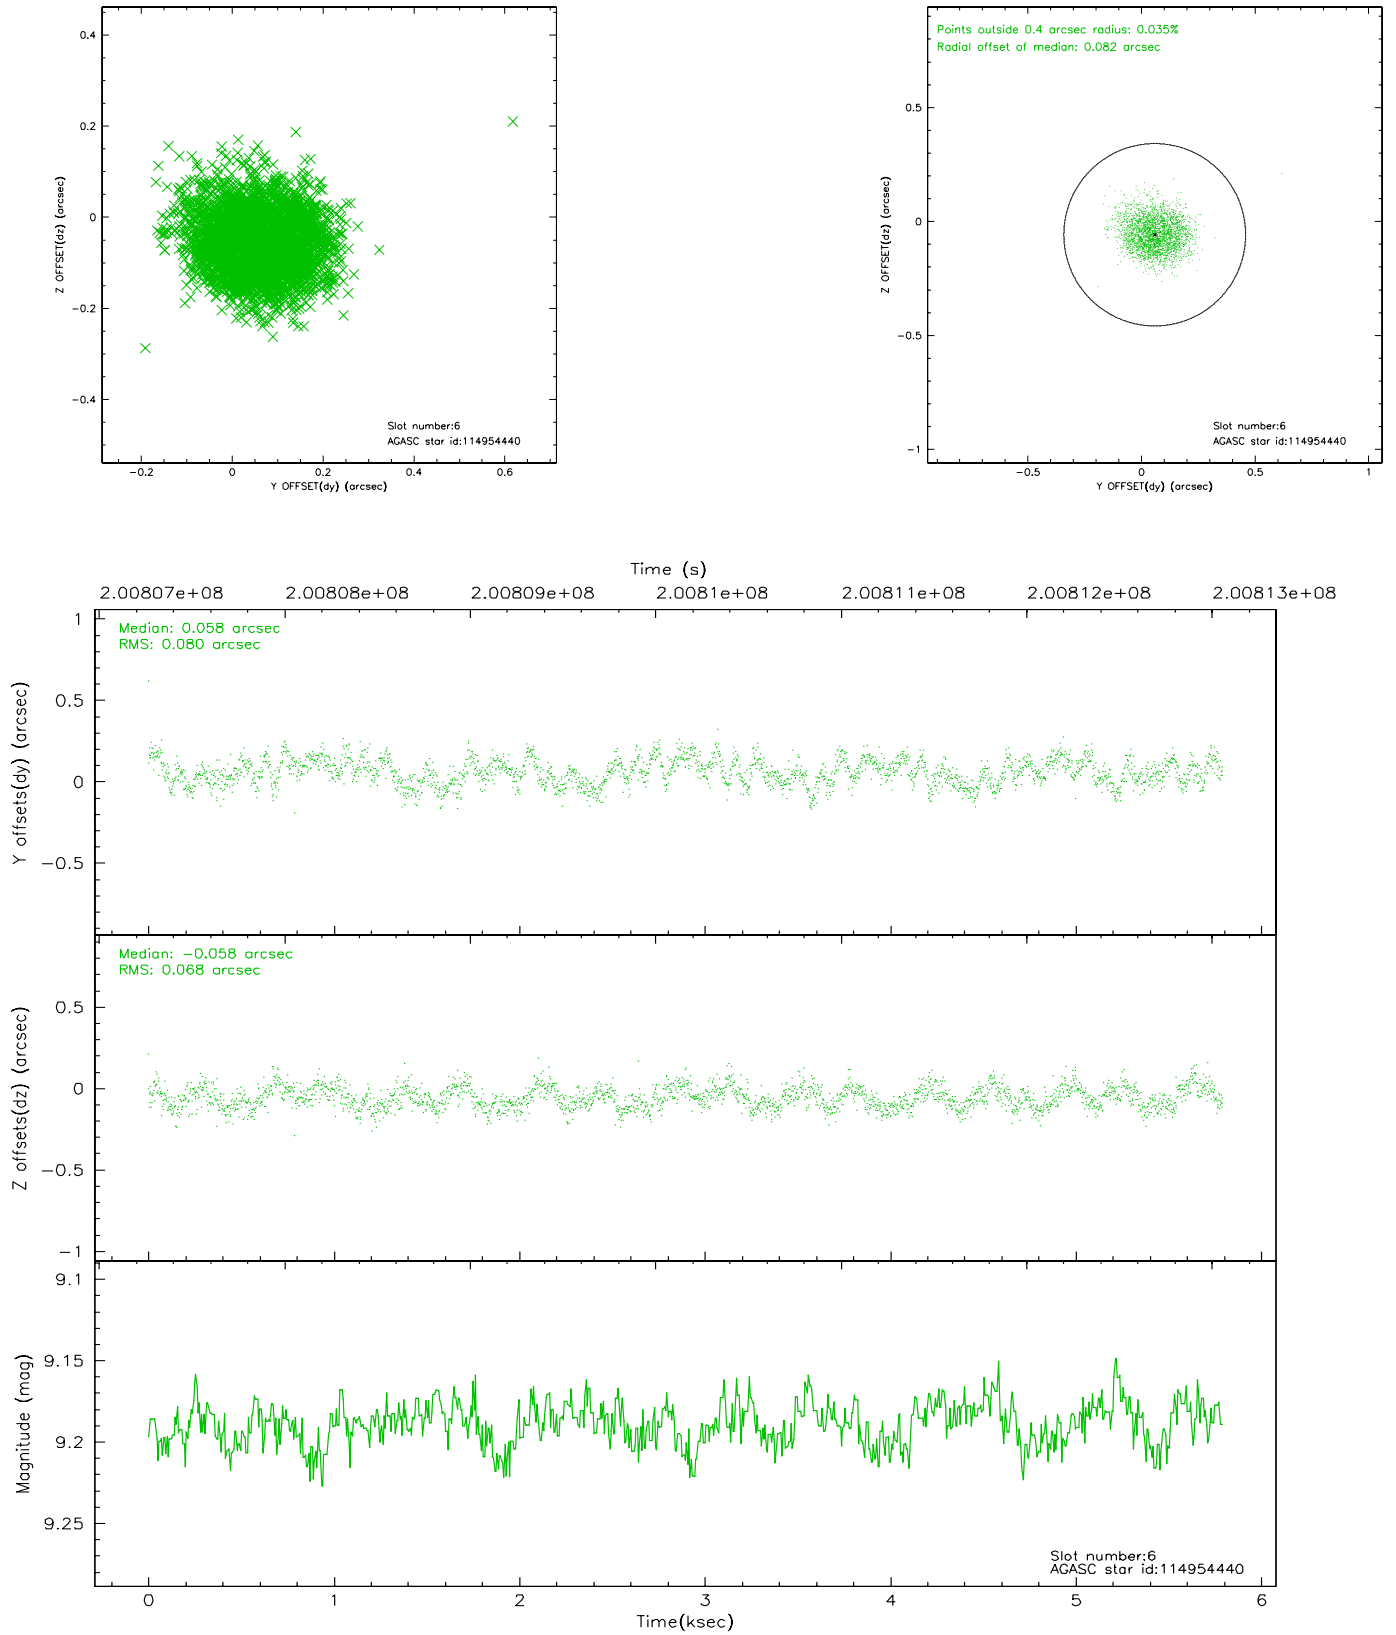 0.4
0.2
0
−0.2
−0.4
Z OFFSET(dz) (arcsec)
Slot number:6
AGASC star id:114954440
−0.2 0 0.2 0.4 0.6
Y OFFSET(dy) (arcsec)
Points outside 0.4 arcsec radius: 0.035%
Radial offset of median: 0.082 arcsec
0.5
0
−0.5
−1
Z OFFSET(dz) (arcsec)
Slot number:6
AGASC star id:114954440
−0.5 0 0.5 1
Y OFFSET(dy) (arcsec)
Time (s)
2.00807e+08 2.00808e+08 2.00809e+08 2.0081e+08 2.00811e+08 2.00812e+08 2.00813e+08
Median: 0.058 arcsec
RMS: 0.080 arcsec
1
0.5
0
−0.5
Y offsets(dy) (arcsec)
Median: −0.058 arcsec
RMS: 0.068 arcsec
0.5
0
−0.5
−1
Z offsets(dz) (arcsec)
9.1
9.15
9.2
9.25
Magnitude (mag)
Slot number:6
AGASC star id:114954440
0 1 2 3 4 5 6
Time(ksec)